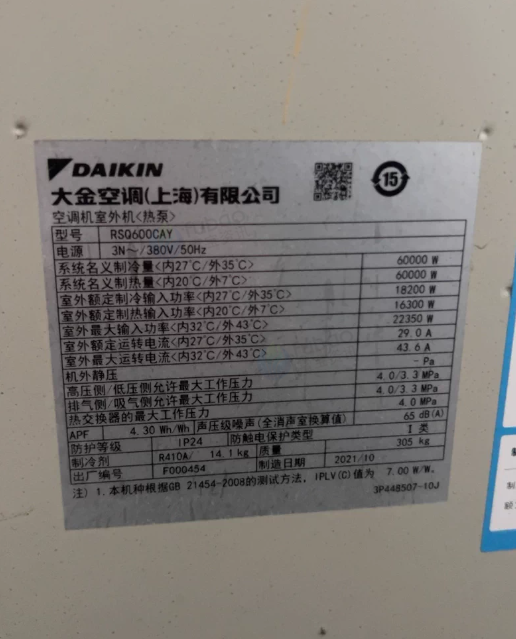 DAIKIN
15
大金空调(上海)有限公司
空调机室外机<热泵>
型号 RSQ600CAY
电源 3N~/380V/50Hz
系统名义制冷量<内27℃/外35℃> 60000 W
系统名义制热量<内20℃/外7℃> 60000 W
室外额定制冷输入功率<内27℃/外35℃> 18200 W
室外额定制热输入功率<内20℃/外7℃> 16300 W
室外最大输入功率<内32℃/外43℃> 22350 W
室外额定运转电流<内27℃/外35℃> 29.0 A
室外最大运转电流<内32℃/外43℃> 43.6 A
机外静压 - Pa
高压侧/低压侧允许最大工作压力 4.0/3.3 MPa
排气侧/吸气侧允许最大工作压力 4.0/3.3 MPa
热交换器的最大工作压力 4.0 MPa
APF 4.30 Wh/Wh 声压级噪声(全消声室换算值) 65 dB(A)
防护等级 IP24 防触电保护类型 I 类
制冷剂 R410A/ 14.1 kg 质量 305 kg
出厂编号 F000454 制造日期 2021/10
注) 1.本机种根据GB 21454-2008的测试方法, IPLV(C)值为 7.00 W/W。
3P448507-10J